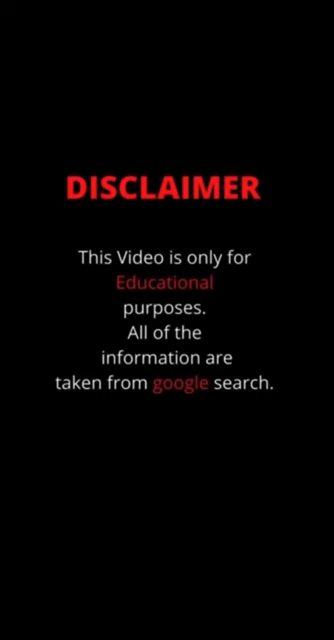 DISCLAIMER
This Video is only for
Educational
purposes.
All of the
information are
taken from google search.